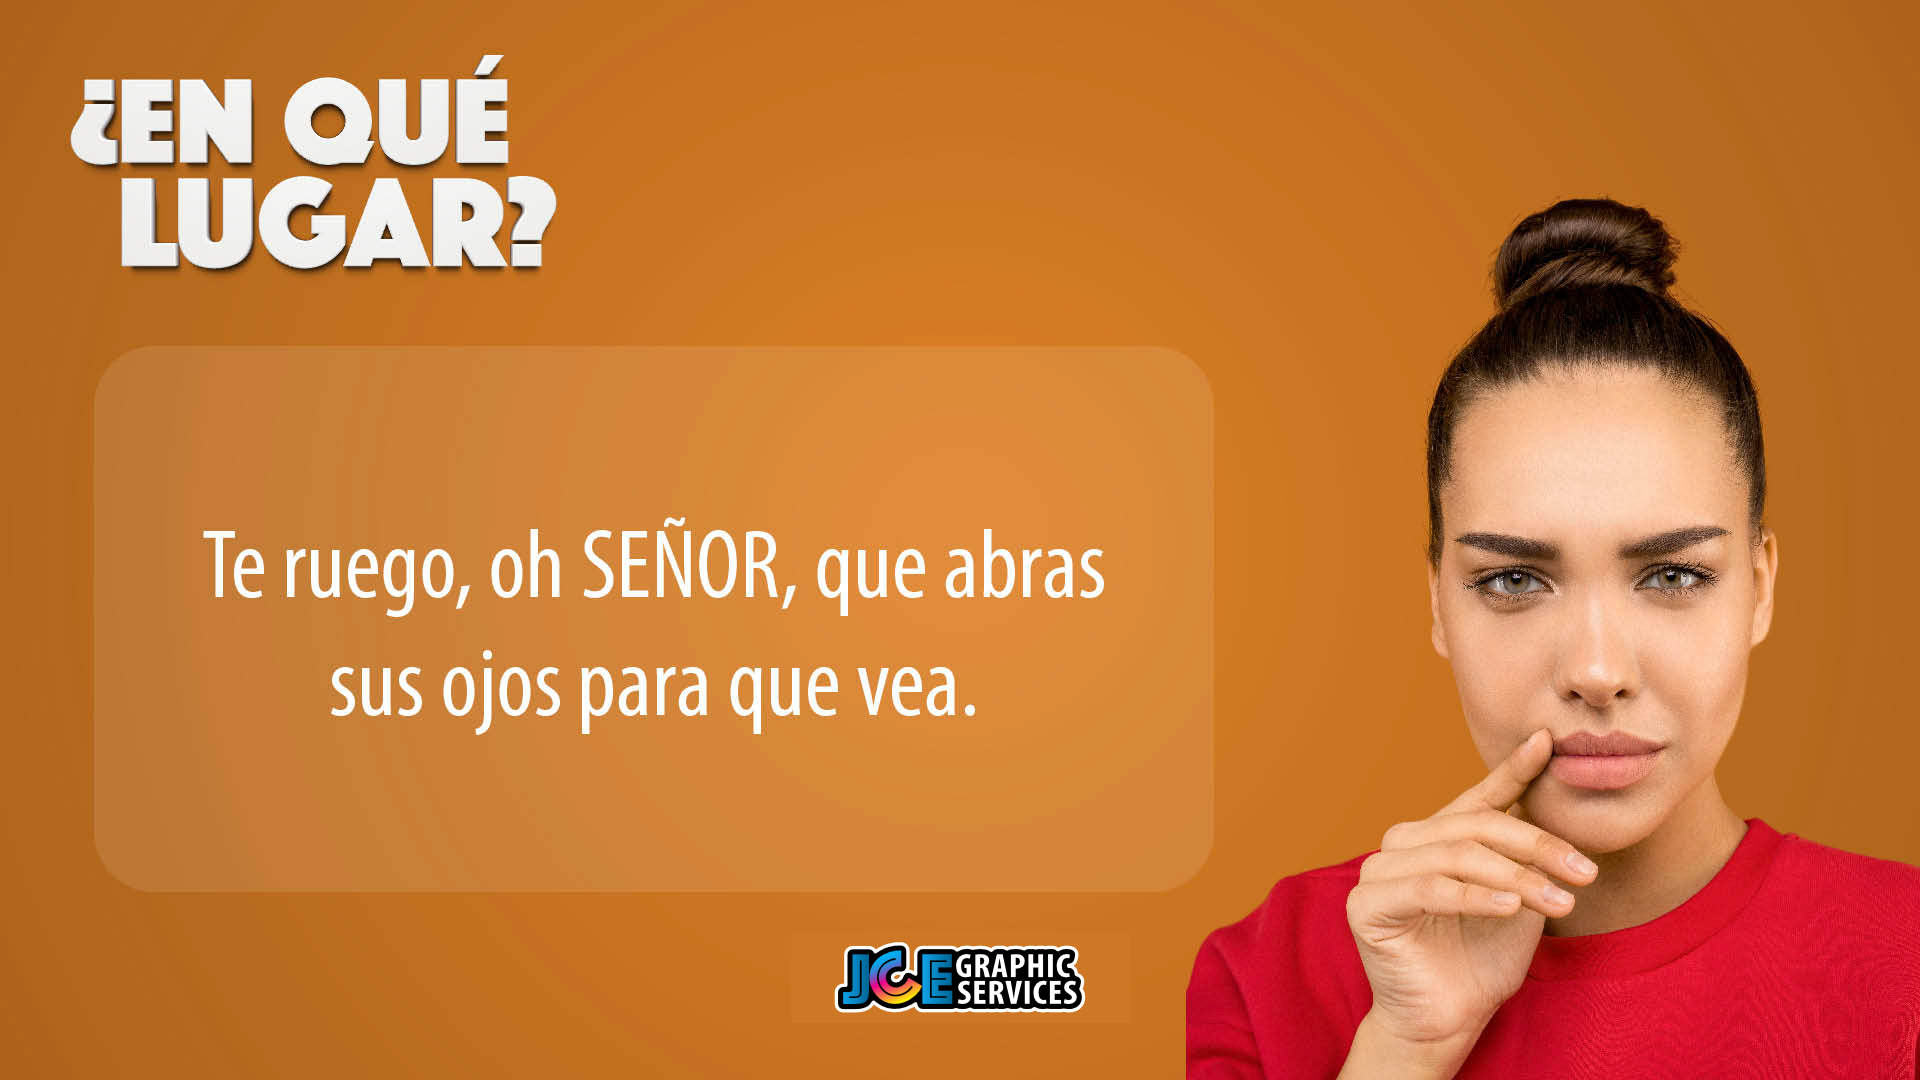 ¿EN QUÉ
LUGAR?
Te ruego, oh SEÑOR, que abras
sus ojos para que vea.
JCE GRAPHIC
SERVICES